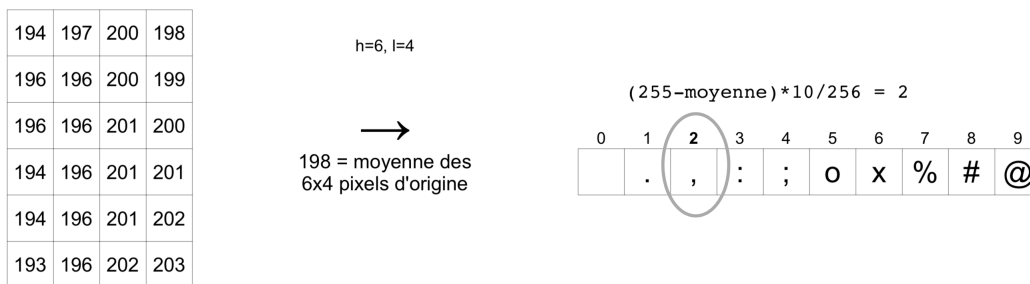 194 197 200 198
196 196 200 199
196 196 201 200
194 196 201 201
194 196 201 202
193 196 202 203
h=6, l=4
→
198 = moyenne des
6x4 pixels d'origine
(255-moyenne)*10/256 = 2
0 1 2 3 4 5 6 7 8 9
. , : ; o x % # @